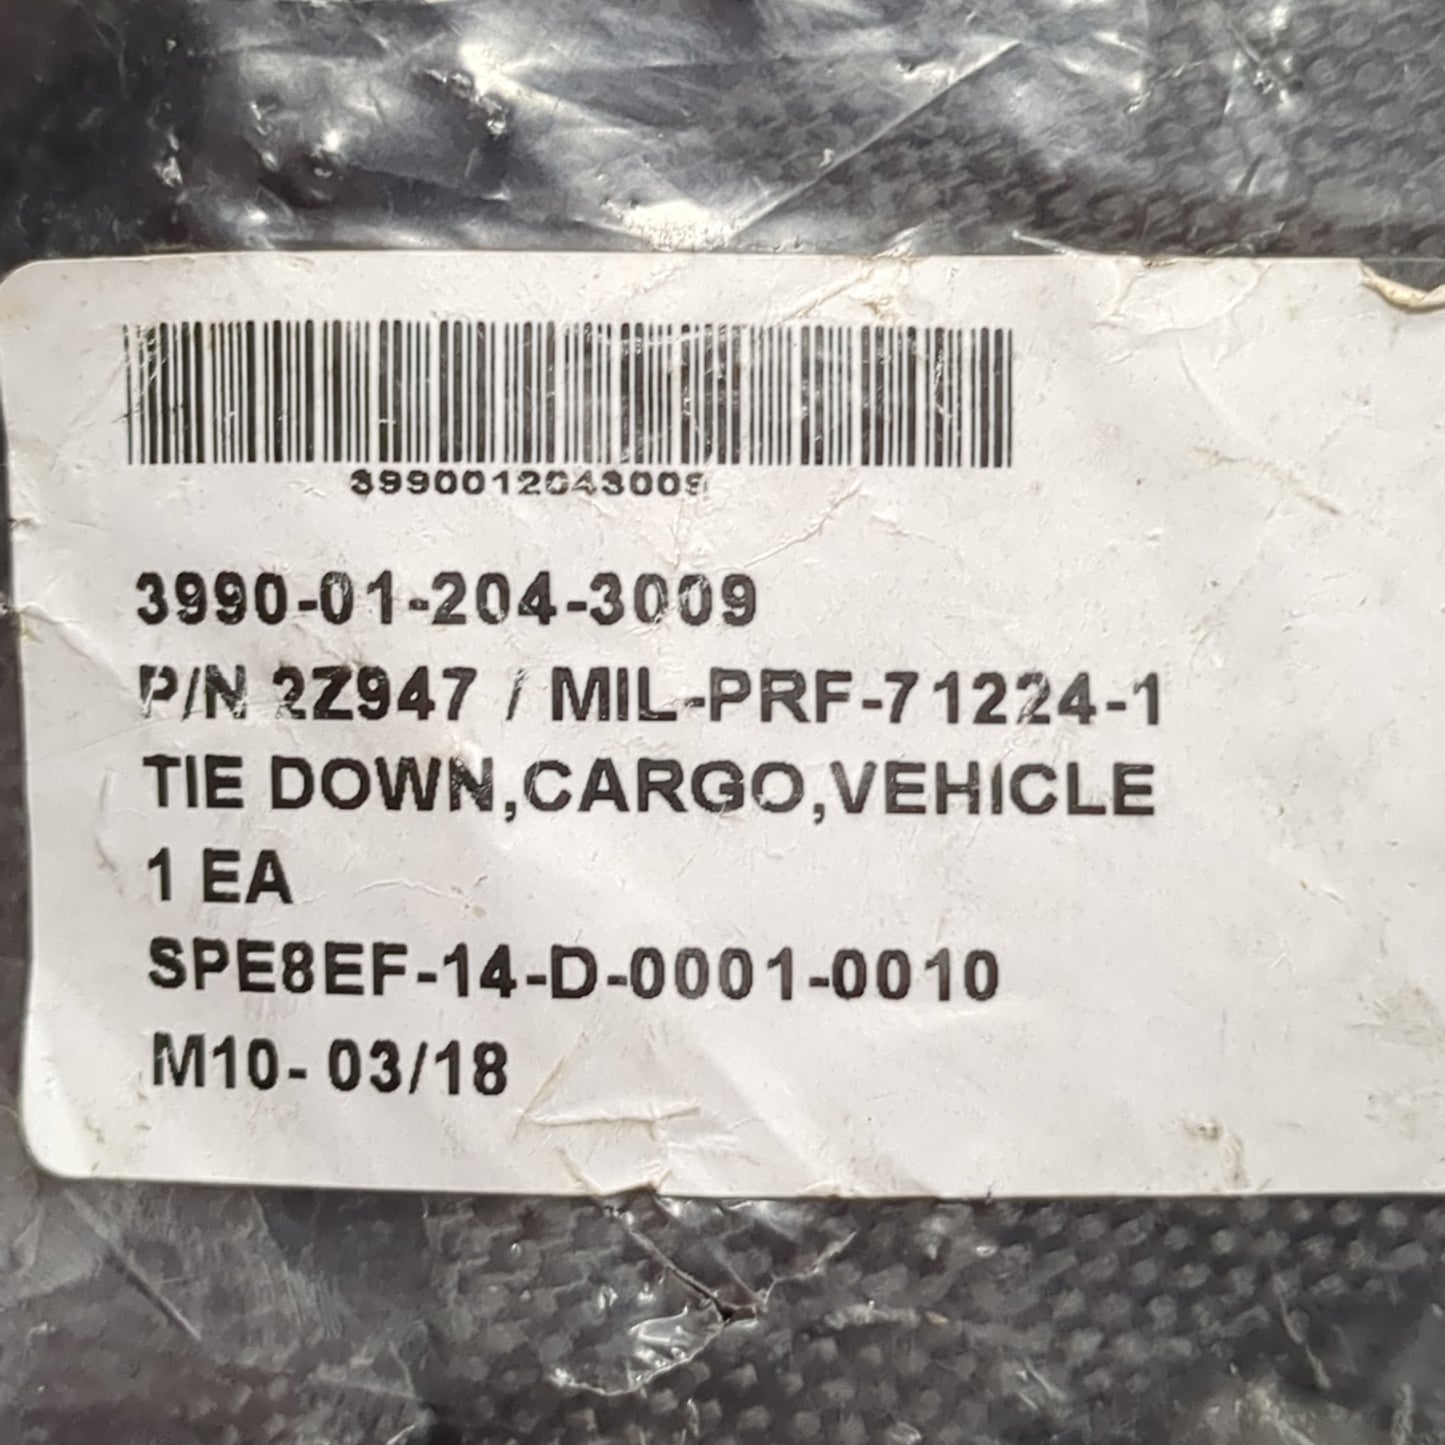 3990012043009
3990-01-204-3009
P/N 2Z947 / MIL-PRF-71224-1
TIE DOWN,CARGO,VEHICLE
1 EA
SPE8EF-14-D-0001-0010
M10- 03/18